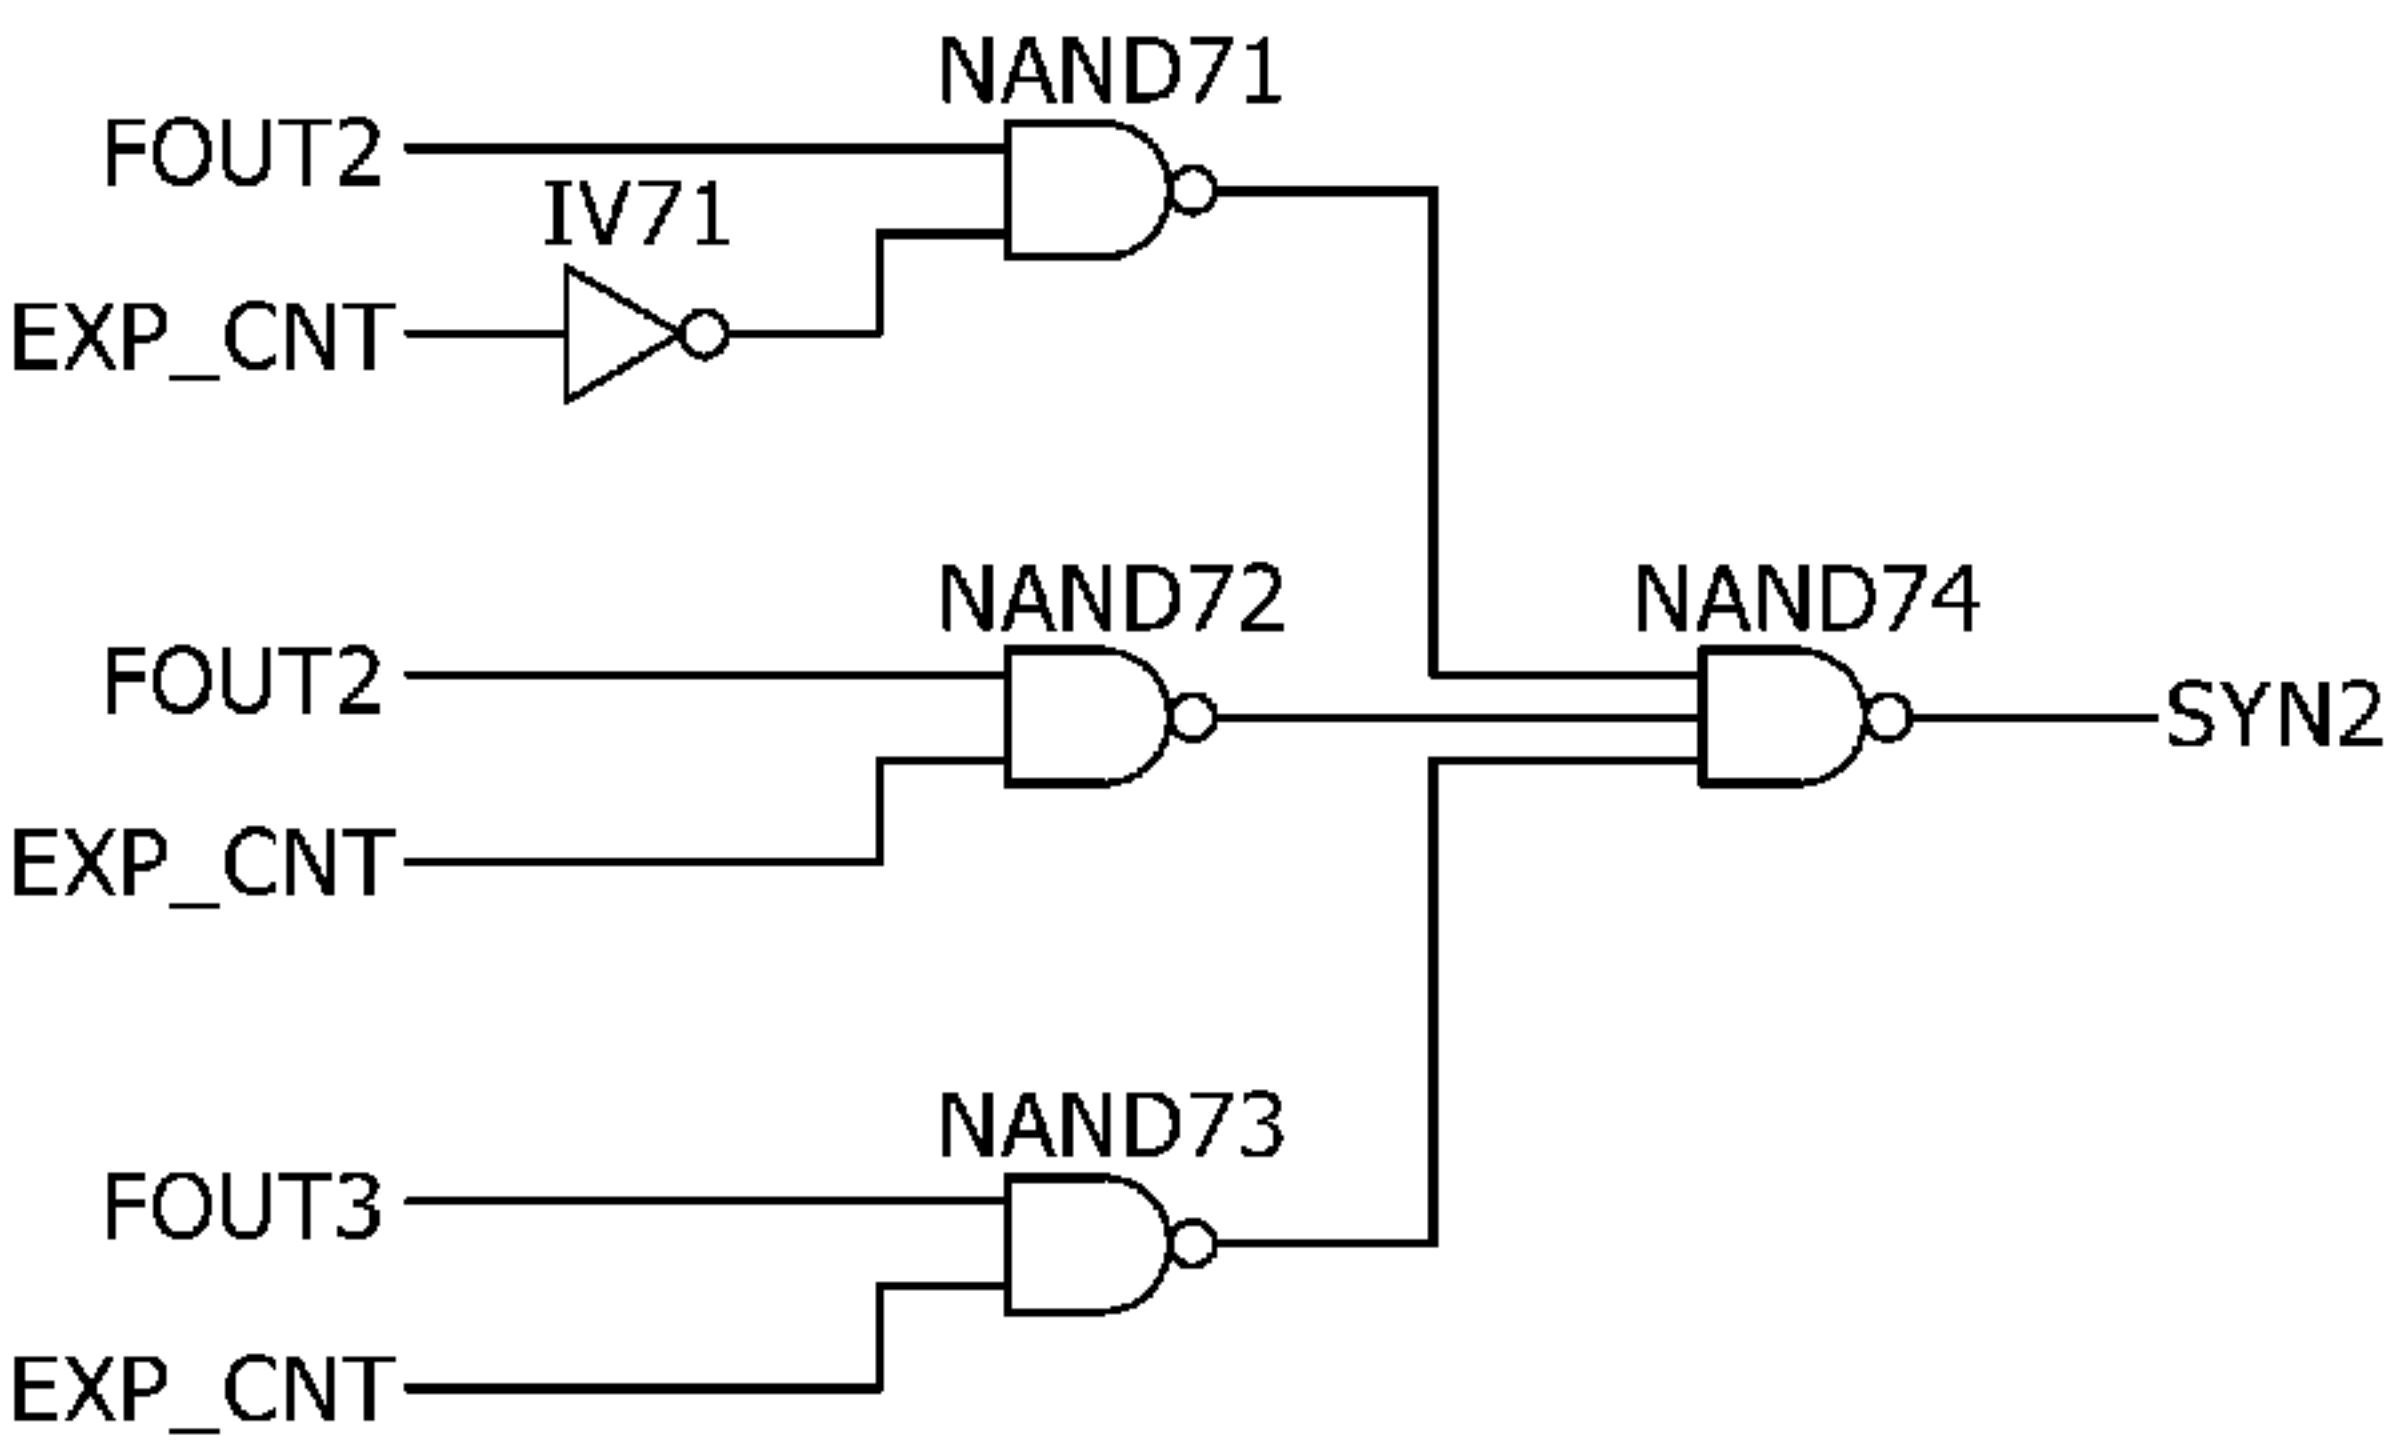 NAND71
FOUT2
IV71
EXP_CNT
NAND72
NAND74
FOUT2
SYN2
EXP_CNT
NAND73
FOUT3
EXP_CNT